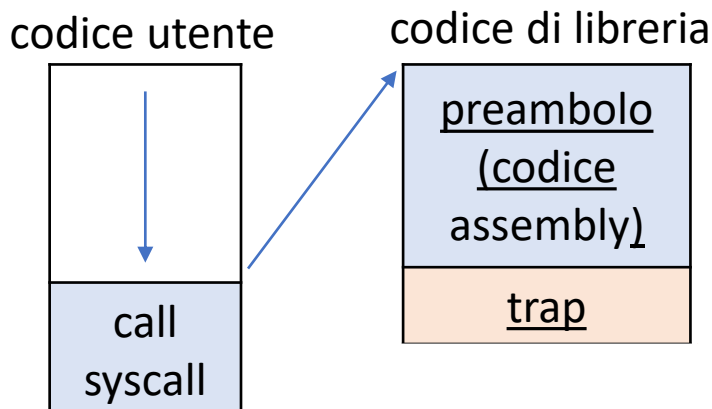 codice utente
call
syscall
codice di libreria
preambolo
(codice
assembly)
trap